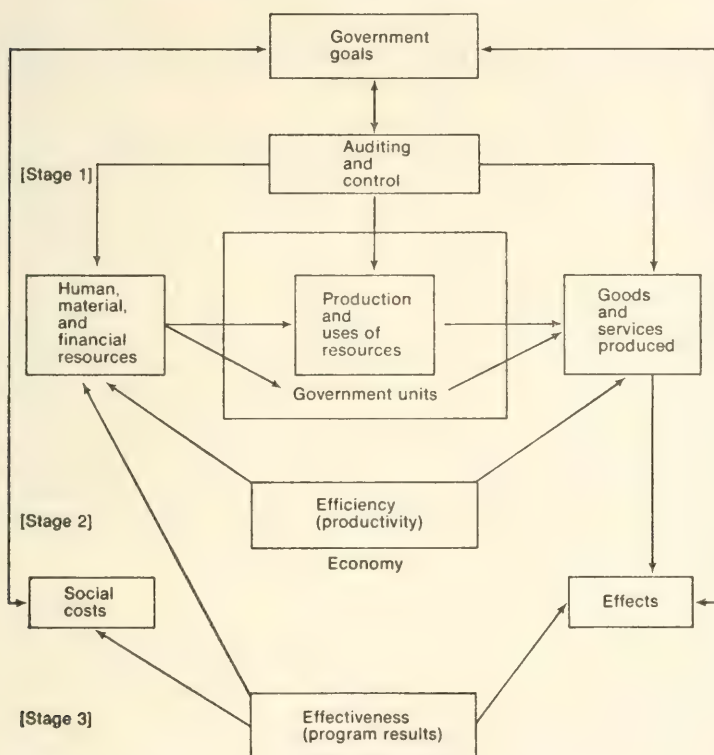 Government
goals
Auditing
and
control
[Stage 1]
Human,
material,
and
financial
resources
Production
and
uses of
resources
Goods
and
services
produced
Government units
Efficiency
(productivity)
[Stage 2]
Economy
Social
costs
Effects
Effectiveness
(program results)
[Stage 3]